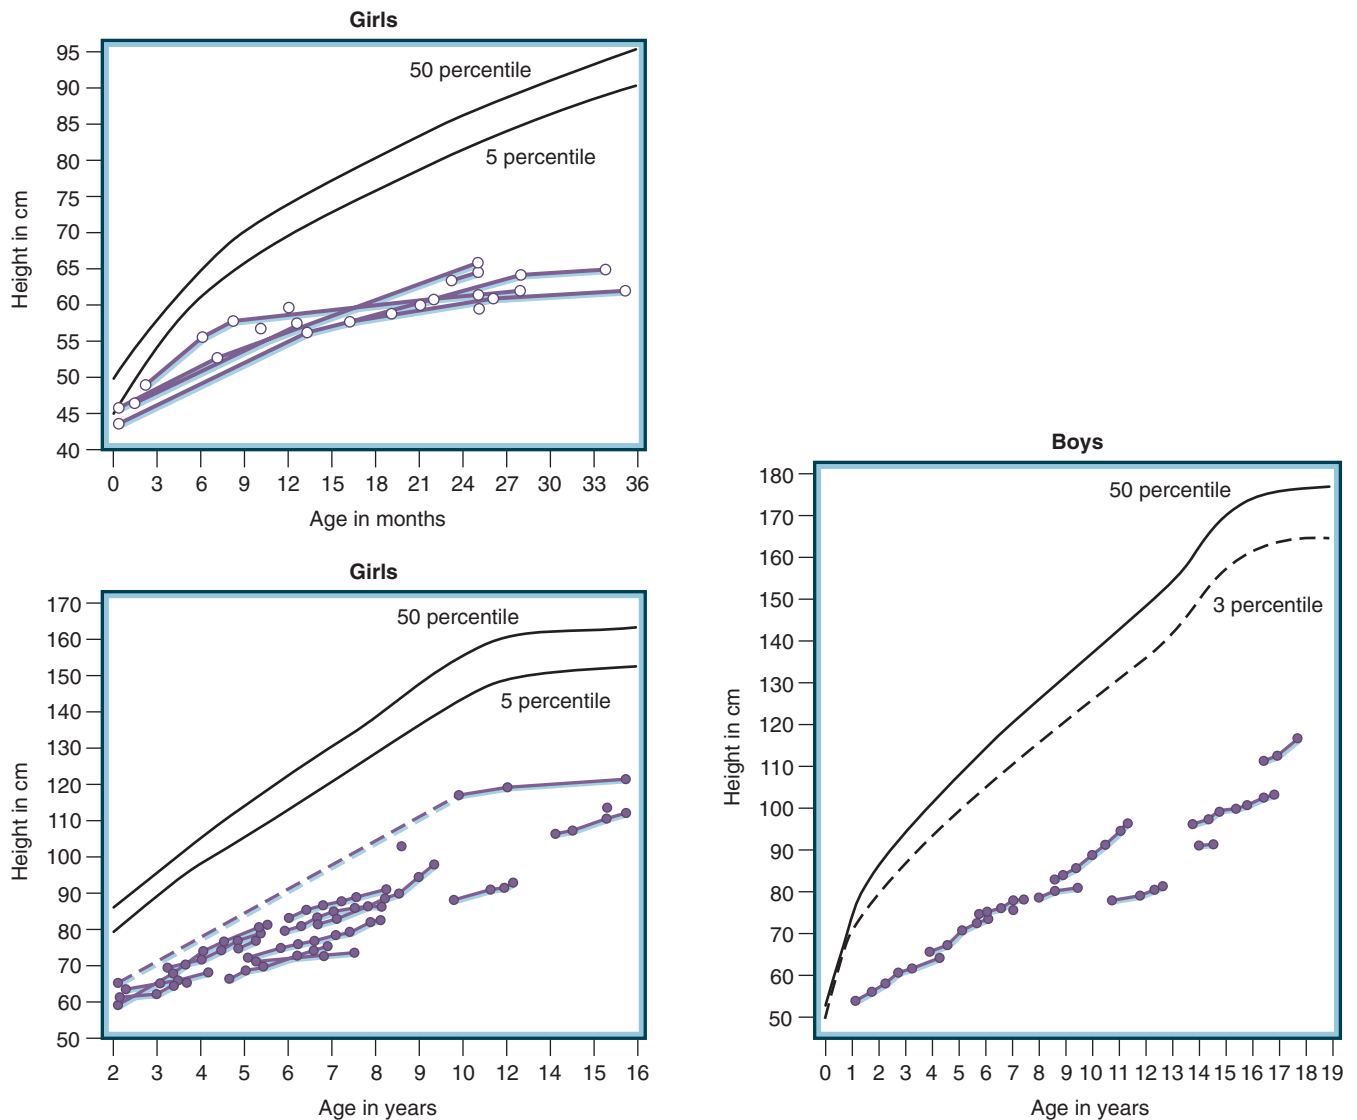 Girls
95
90
85
80
75
70
65
60
55
50
45
40
Height in cm
50 percentile
5 percentile
0 3 6 9 12 15 18 21 24 27 30 33 36
Age in months
Girls
170
160
150
140
130
120
110
100
90
80
70
60
50
Height in cm
50 percentile
5 percentile
2 3 4 5 6 7 8 9 10 12 14 15 16
Age in years
Boys
180
170
160
150
140
130
120
110
100
90
80
70
60
50
Height in cm
50 percentile
3 percentile
0 1 2 3 4 5 6 7 8 9 10 11 12 13 14 15 16 17 18 19
Age in years